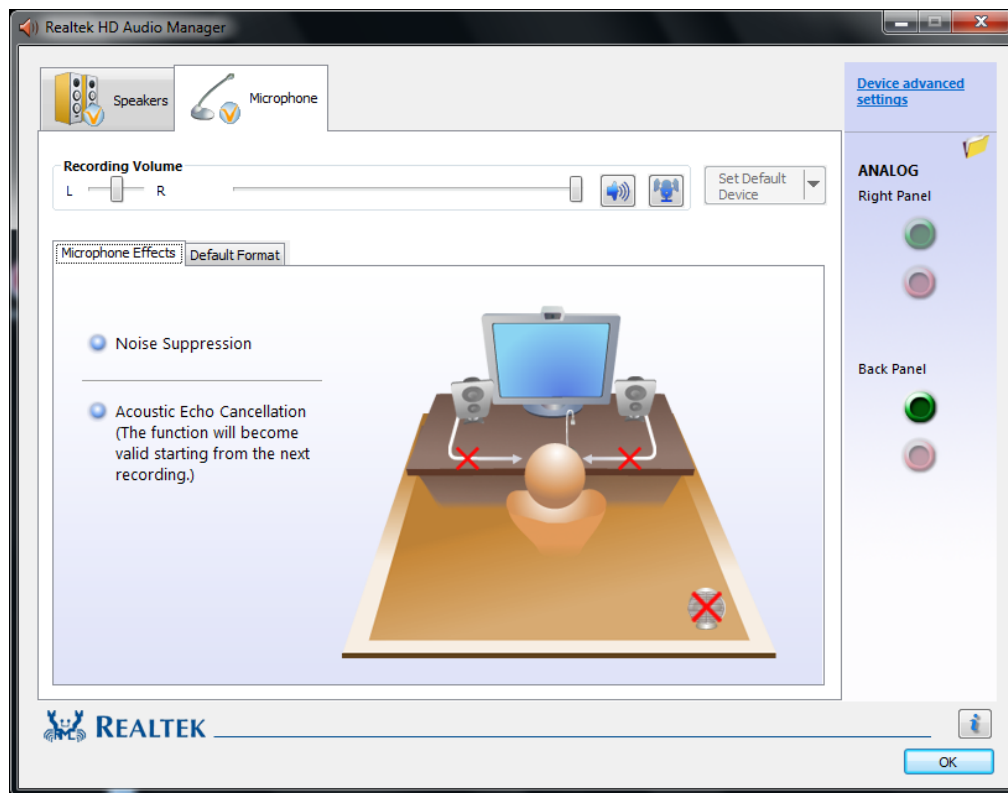 Realtek HD Audio Manager
Speakers
Microphone
Device advanced
settings
Recording Volume
L R
Set Default
Device
ANALOG
Right Panel
Microphone Effects
Default Format
Noise Suppression
Acoustic Echo Cancellation
(The function will become
valid starting from the next
recording.)
Back Panel
REALTEK
i
OK